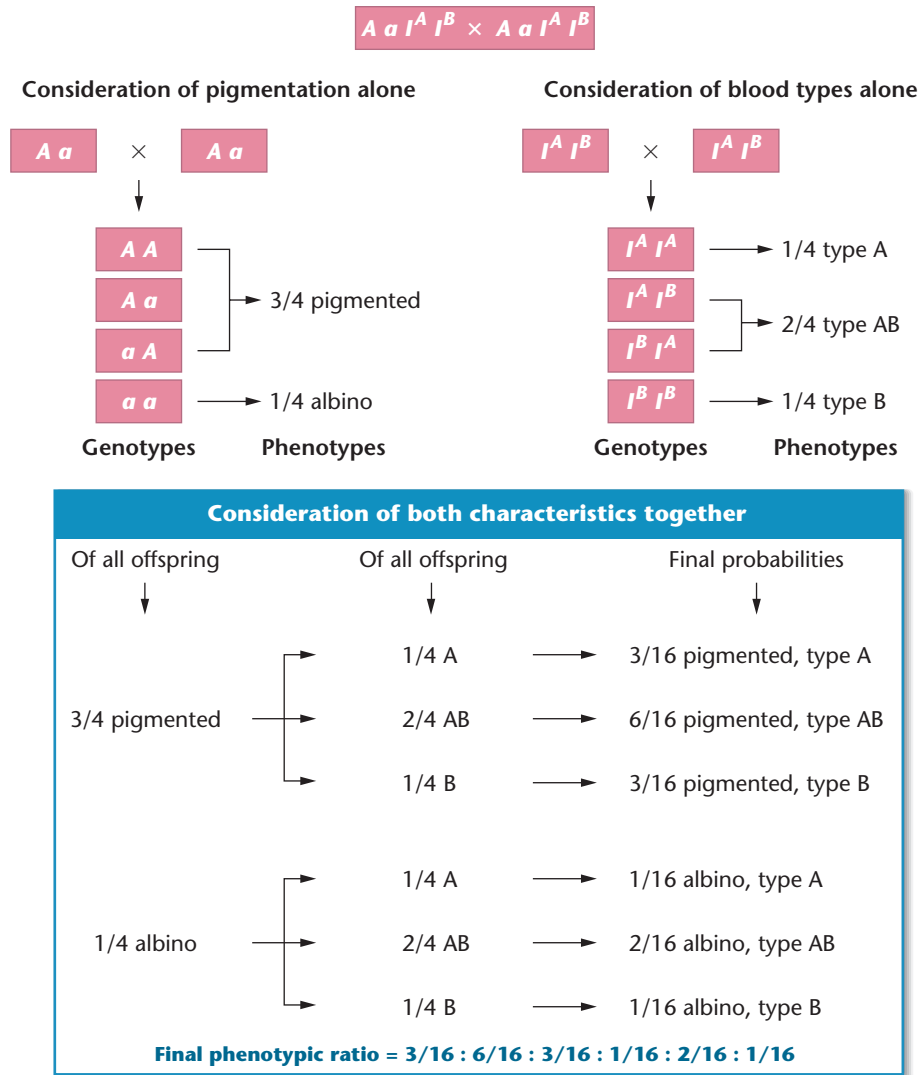 A a I^A I^B × A a I^A I^B
Consideration of pigmentation alone
A a × A a
A A
A a
3/4 pigmented
a A
a a
1/4 albino
Genotypes Phenotypes
Consideration of blood types alone
I^A I^B × I^A I^B
I^A I^A
1/4 type A
I^A I^B
2/4 type AB
I^B I^A
I^B I^B
1/4 type B
Genotypes Phenotypes
Consideration of both characteristics together
Of all offspring Of all offspring Final probabilities
1/4 A 3/16 pigmented, type A
3/4 pigmented 2/4 AB 6/16 pigmented, type AB
1/4 B 3/16 pigmented, type B
1/4 A 1/16 albino, type A
1/4 albino 2/4 AB 2/16 albino, type AB
1/4 B 1/16 albino, type B
Final phenotypic ratio = 3/16 : 6/16 : 3/16 : 1/16 : 2/16 : 1/16